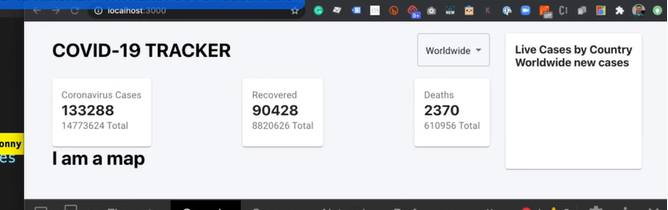 localhost:3000
COVID-19 TRACKER
Worldwide
Live Cases by Country
Worldwide new cases
Coronavirus Cases
133288
14773624 Total
Recovered
90428
8820626 Total
Deaths
2370
610956 Total
onny
es
I am a map